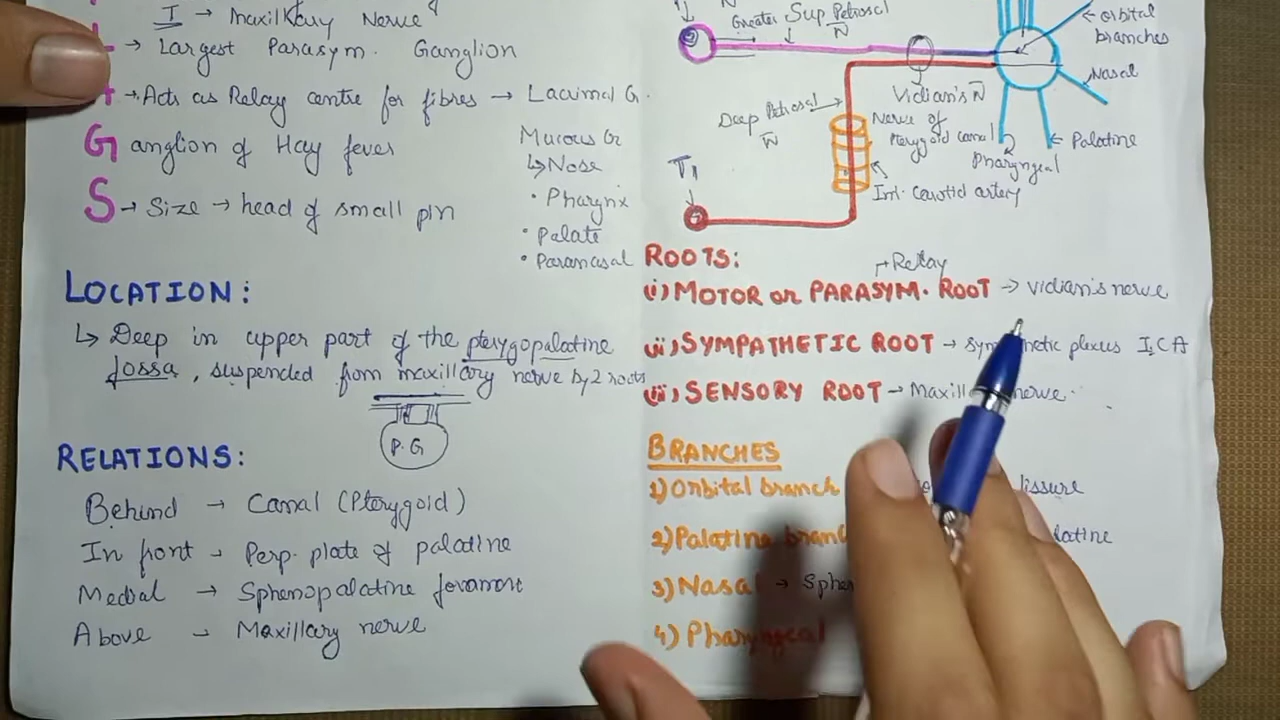 I → Maxillary Nerve
→ Largest Parasym. Ganglion
→ Acts as Relay centre for fibres → Lacrimal G.
Mucous Gr
↳ Nose
• Pharynx
• Palate
• Paranasal
Ganglion of Hay fever
S → Size → head of small pin
LOCATION:
↳ Deep in upper part of the pterygopalatine
fossa, suspended from maxillary nerve by 2 roots
P.G
RELATIONS:
Behind → Canal (Pterygoid)
In front → Perp. plate of palatine
Medial → Sphenopalatine foramen
Above → Maxillary nerve
Greater Sup. Petrosal
N
orbital
branches
Nasal
Vidian's N
Deep Petrosal
N
Nerve of
Pterygoid canal
Palatine
Pharyngeal
Int. carotid artery
T1
ROOTS:
Relay
(i) MOTOR or PARASYM. ROOT → vidian's nerve
(ii) SYMPATHETIC ROOT → plexus ICA
(iii) SENSORY ROOT → nerve
BRANCHES
1) Orbital branch
2) Palatine
3) Nasal →
4) Pharyngeal